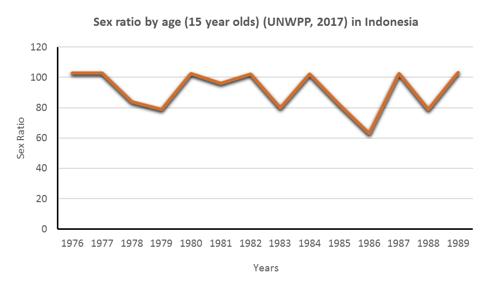 Sex ratio by age (15 year olds) (UNWPP, 2017) in Indonesia
120
100
80
60
40
20
0
Sex Ratio
1976 1977 1978 1979 1980 1981 1982 1983 1984 1985 1986 1987 1988 1989
Years